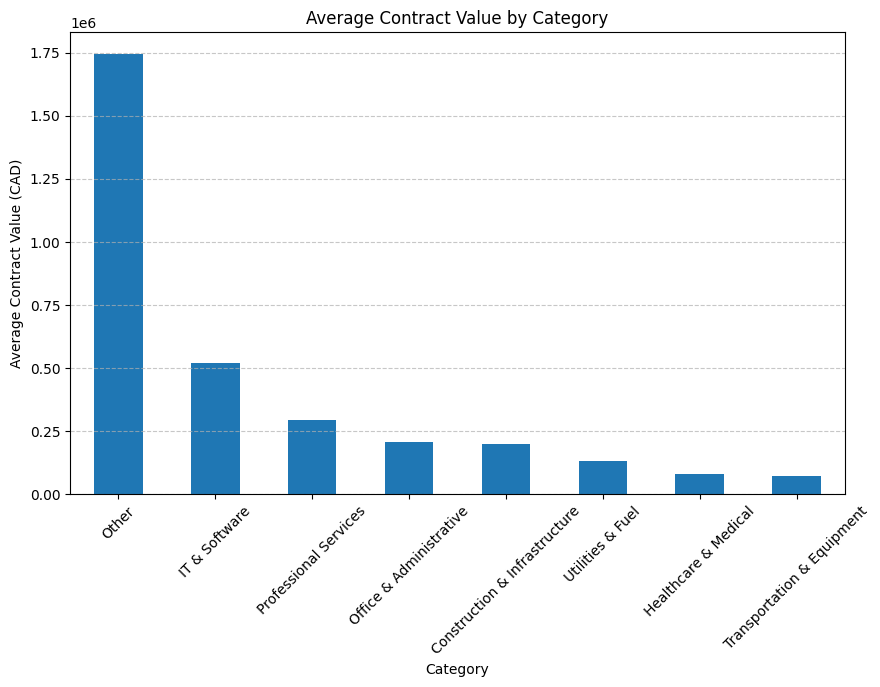 Average Contract Value by Category
1e6
Average Contract Value (CAD)
1.75
1.50
1.25
1.00
0.75
0.50
0.25
0.00
Other
IT & Software
Professional Services
Office & Administrative
Construction & Infrastructure
Utilities & Fuel
Healthcare & Medical
Transportation & Equipment
Category